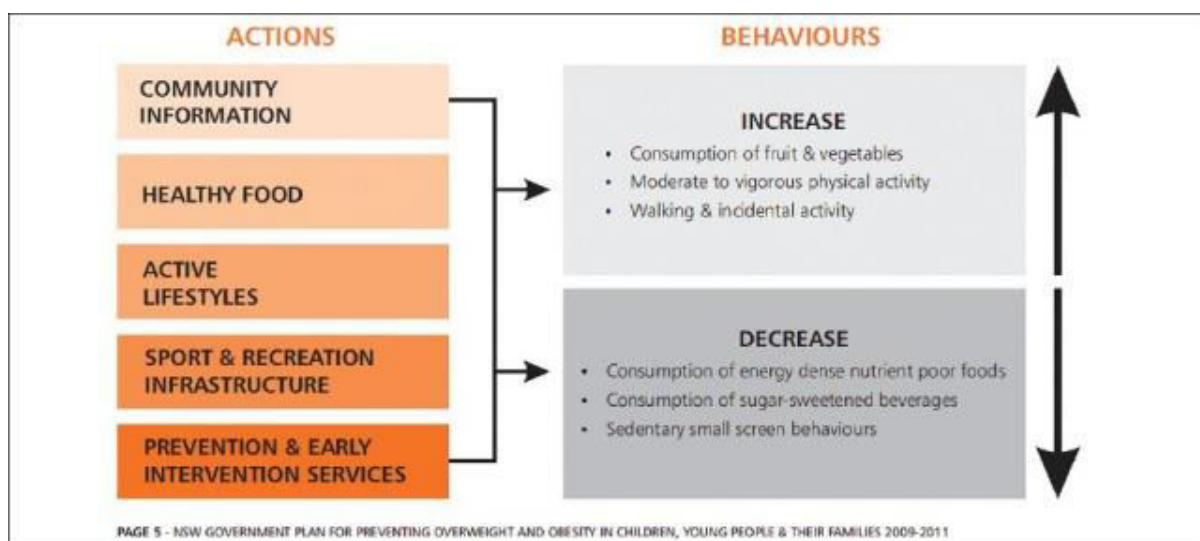 ACTIONS
COMMUNITY
INFORMATION
HEALTHY FOOD
ACTIVE
LIFESTYLES
SPORT & RECREATION
INFRASTRUCTURE
PREVENTION & EARLY
INTERVENTION SERVICES
BEHAVIOURS
INCREASE
• Consumption of fruit & vegetables
• Moderate to vigorous physical activity
• Walking & incidental activity
DECREASE
• Consumption of energy dense nutrient poor foods
• Consumption of sugar-sweetened beverages
• Sedentary small screen behaviours
PAGE 5 - NSW GOVERNMENT PLAN FOR PREVENTING OVERWEIGHT AND OBESITY IN CHILDREN, YOUNG PEOPLE & THEIR FAMILIES 2009-2011